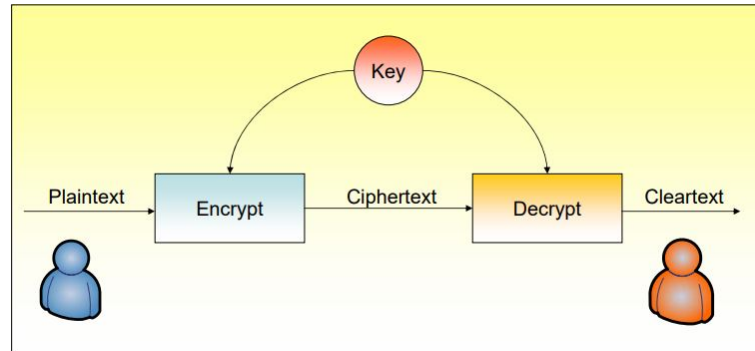 Key
Plaintext
Encrypt
Ciphertext
Decrypt
Cleartext